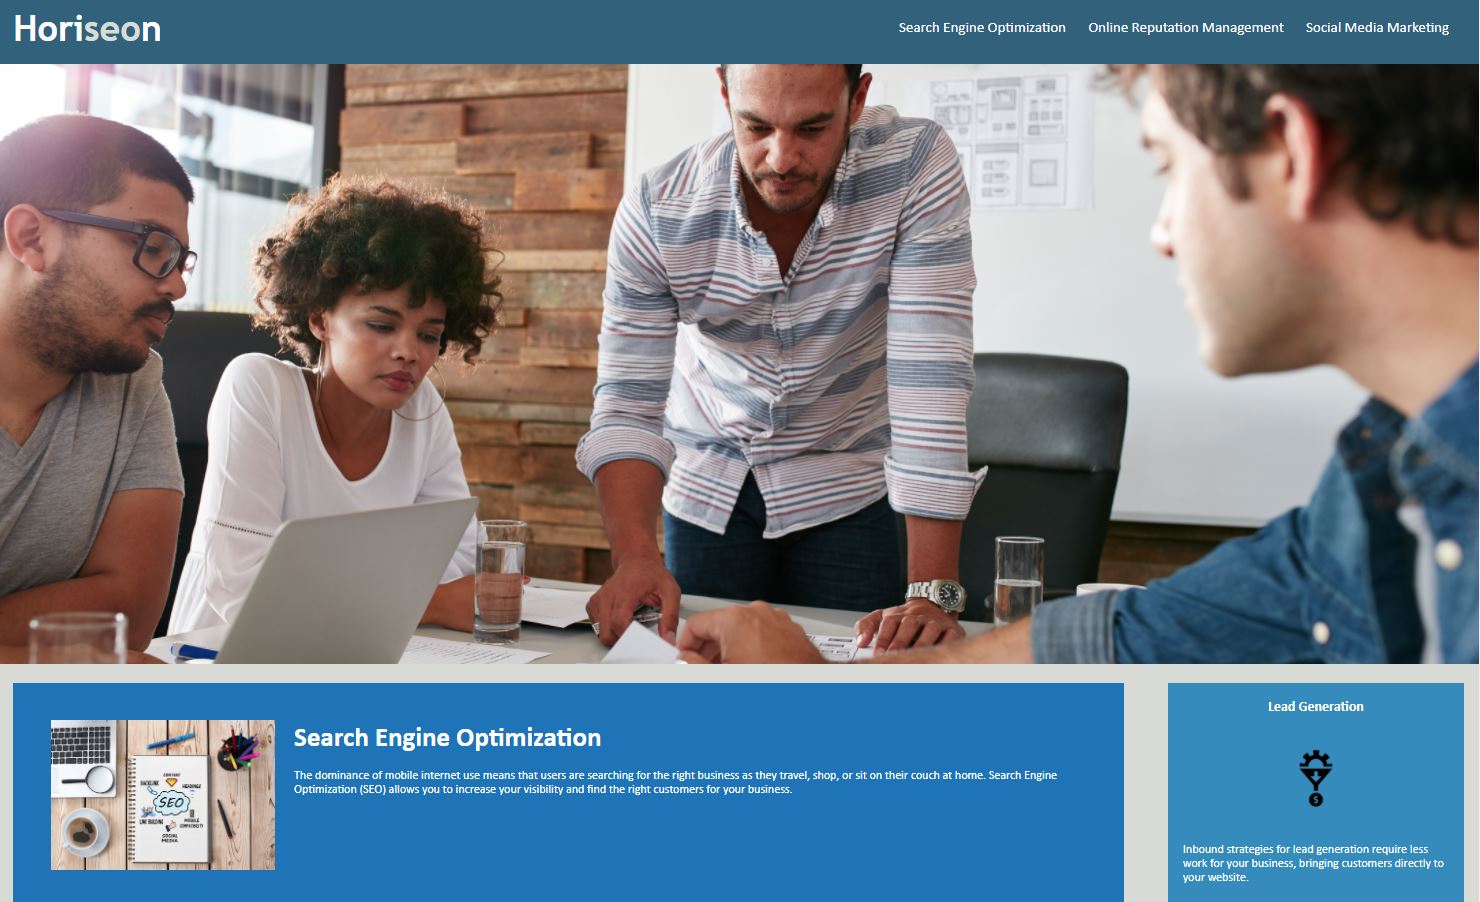 Horiseon
Search Engine Optimization
Online Reputation Management
Social Media Marketing
CONTENT
BACKLINK
HEADINGS
SEO
LINK BUILDING
MOBILE
COMPATIBILITY
SOCIAL
MEDIA
Search Engine Optimization
The dominance of mobile internet use means that users are searching for the right business as they travel, shop, or sit on their couch at home. Search Engine
Optimization (SEO) allows you to increase your visibility and find the right customers for your business.
Lead Generation
$
Inbound strategies for lead generation require less
work for your business, bringing customers directly to
your website.